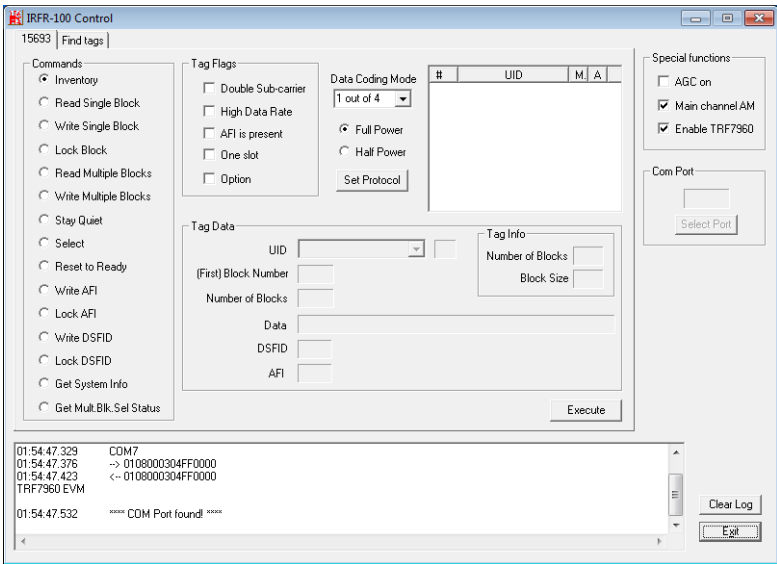 IRFR-100 Control
15693
Find tags
Commands
Inventory
Read Single Block
Write Single Block
Lock Block
Read Multiple Blocks
Write Multiple Blocks
Stay Quiet
Select
Reset to Ready
Write AFI
Lock AFI
Write DSFID
Lock DSFID
Get System Info
Get Mult.Blk.Sel Status
Tag Flags
Double Sub-carrier
High Data Rate
AFI is present
One slot
Option
Data Coding Mode
1 out of 4
Full Power
Half Power
Set Protocol
# UID M. A
Special functions
AGC on
Main channel AM
Enable TRF7960
Com Port
Select Port
Tag Data
UID
(First) Block Number
Number of Blocks
Data
DSFID
AFI
Tag Info
Number of Blocks
Block Size
Execute
01:54:47.329 COM7
01:54:47.376 --> 0108000304FF0000
01:54:47.423 <-- 0108000304FF0000
TRF7960 EVM
01:54:47.532 **** COM Port found! ****
Clear Log
Exit